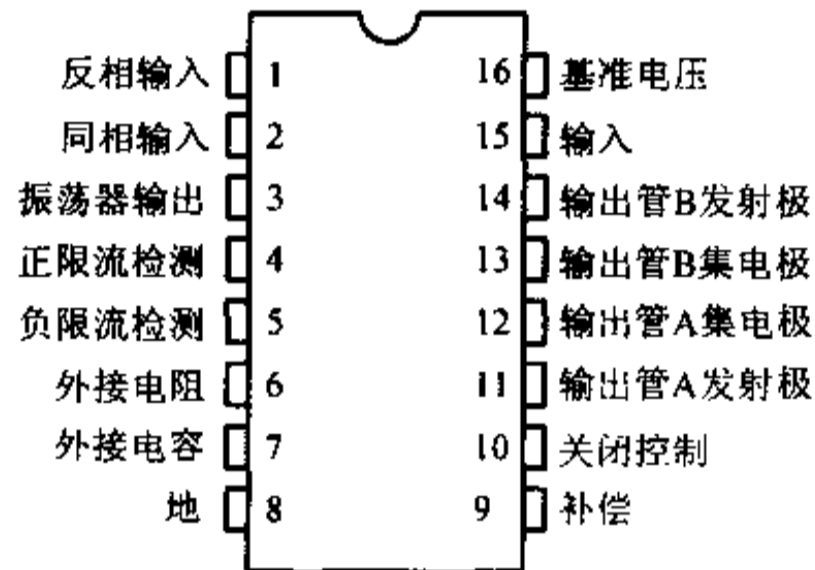 反相输入 1 16 基准电压
同相输入 2 15 输入
振荡器输出 3 14 输出管B发射极
正限流检测 4 13 输出管B集电极
负限流检测 5 12 输出管A集电极
外接电阻 6 11 输出管A发射极
外接电容 7 10 关闭控制
地 8 9 补偿